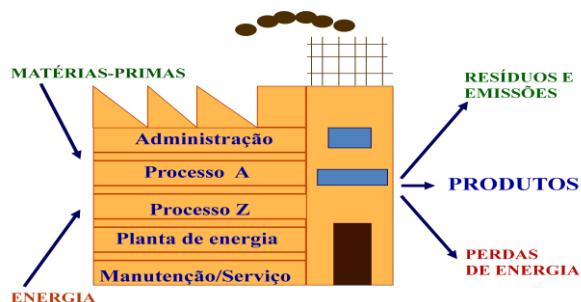 MATÉRIAS-PRIMAS
ENERGIA
Administração
Processo A
Processo Z
Planta de energia
Manutenção/Serviço
RESÍDUOS E
EMISSÕES
PRODUTOS
PERDAS
DE ENERGIA